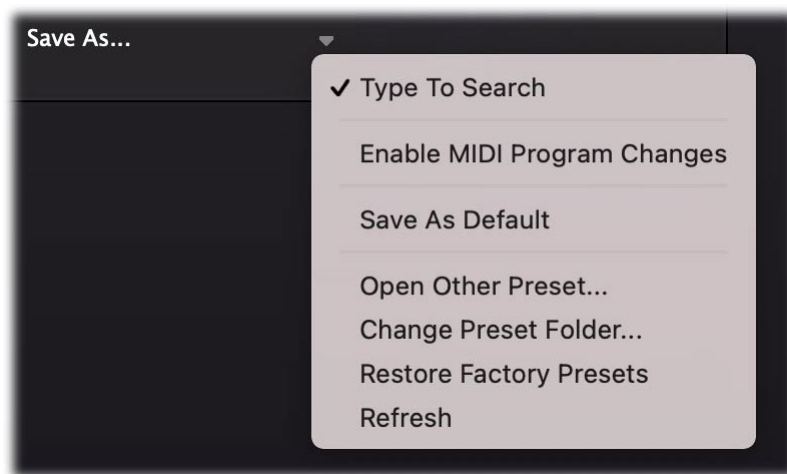 Save As...
Type To Search
Enable MIDI Program Changes
Save As Default
Open Other Preset...
Change Preset Folder...
Restore Factory Presets
Refresh